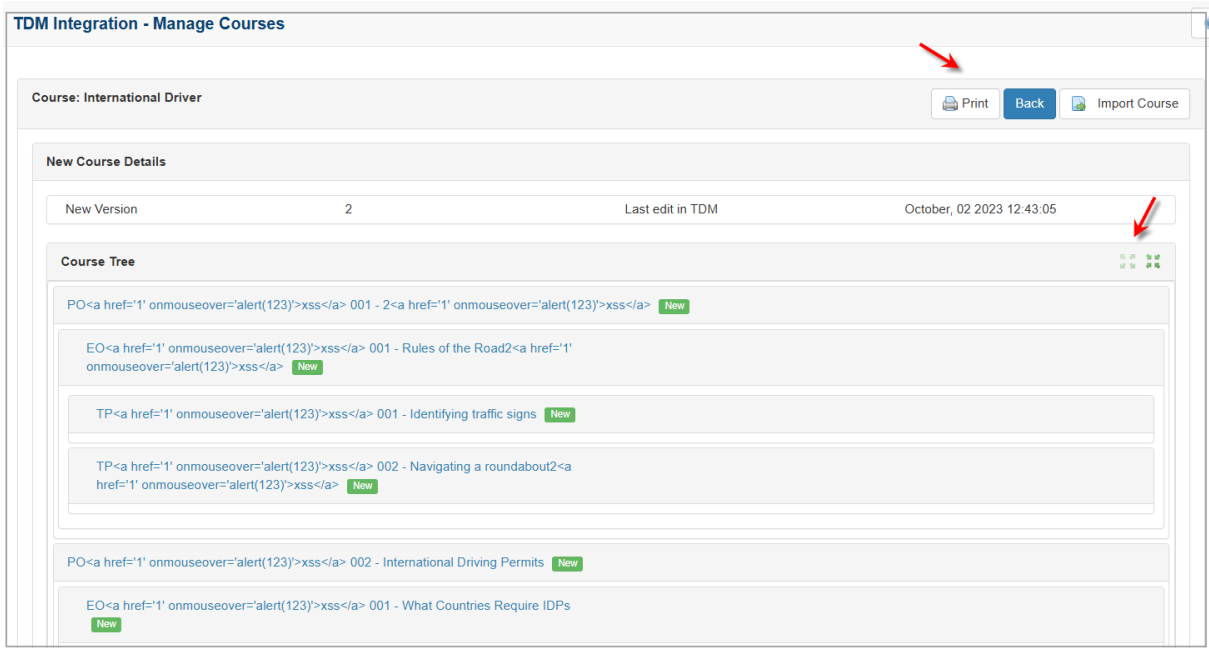 TDM Integration - Manage Courses
Course: International Driver
Print
Back
Import Course
New Course Details
New Version 2 Last edit in TDM October, 02 2023 12:43:05
Course Tree
PO<a href='1' onmouseover='alert(123)'>xss</a> 001 - 2<a href='1' onmouseover='alert(123)'>xss</a> New
EO<a href='1' onmouseover='alert(123)'>xss</a> 001 - Rules of the Road2<a href='1'
onmouseover='alert(123)'>xss</a> New
TP<a href='1' onmouseover='alert(123)'>xss</a> 001 - Identifying traffic signs New
TP<a href='1' onmouseover='alert(123)'>xss</a> 002 - Navigating a roundabout2<a
href='1' onmouseover='alert(123)'>xss</a> New
PO<a href='1' onmouseover='alert(123)'>xss</a> 002 - International Driving Permits New
EO<a href='1' onmouseover='alert(123)'>xss</a> 001 - What Countries Require IDPs
New